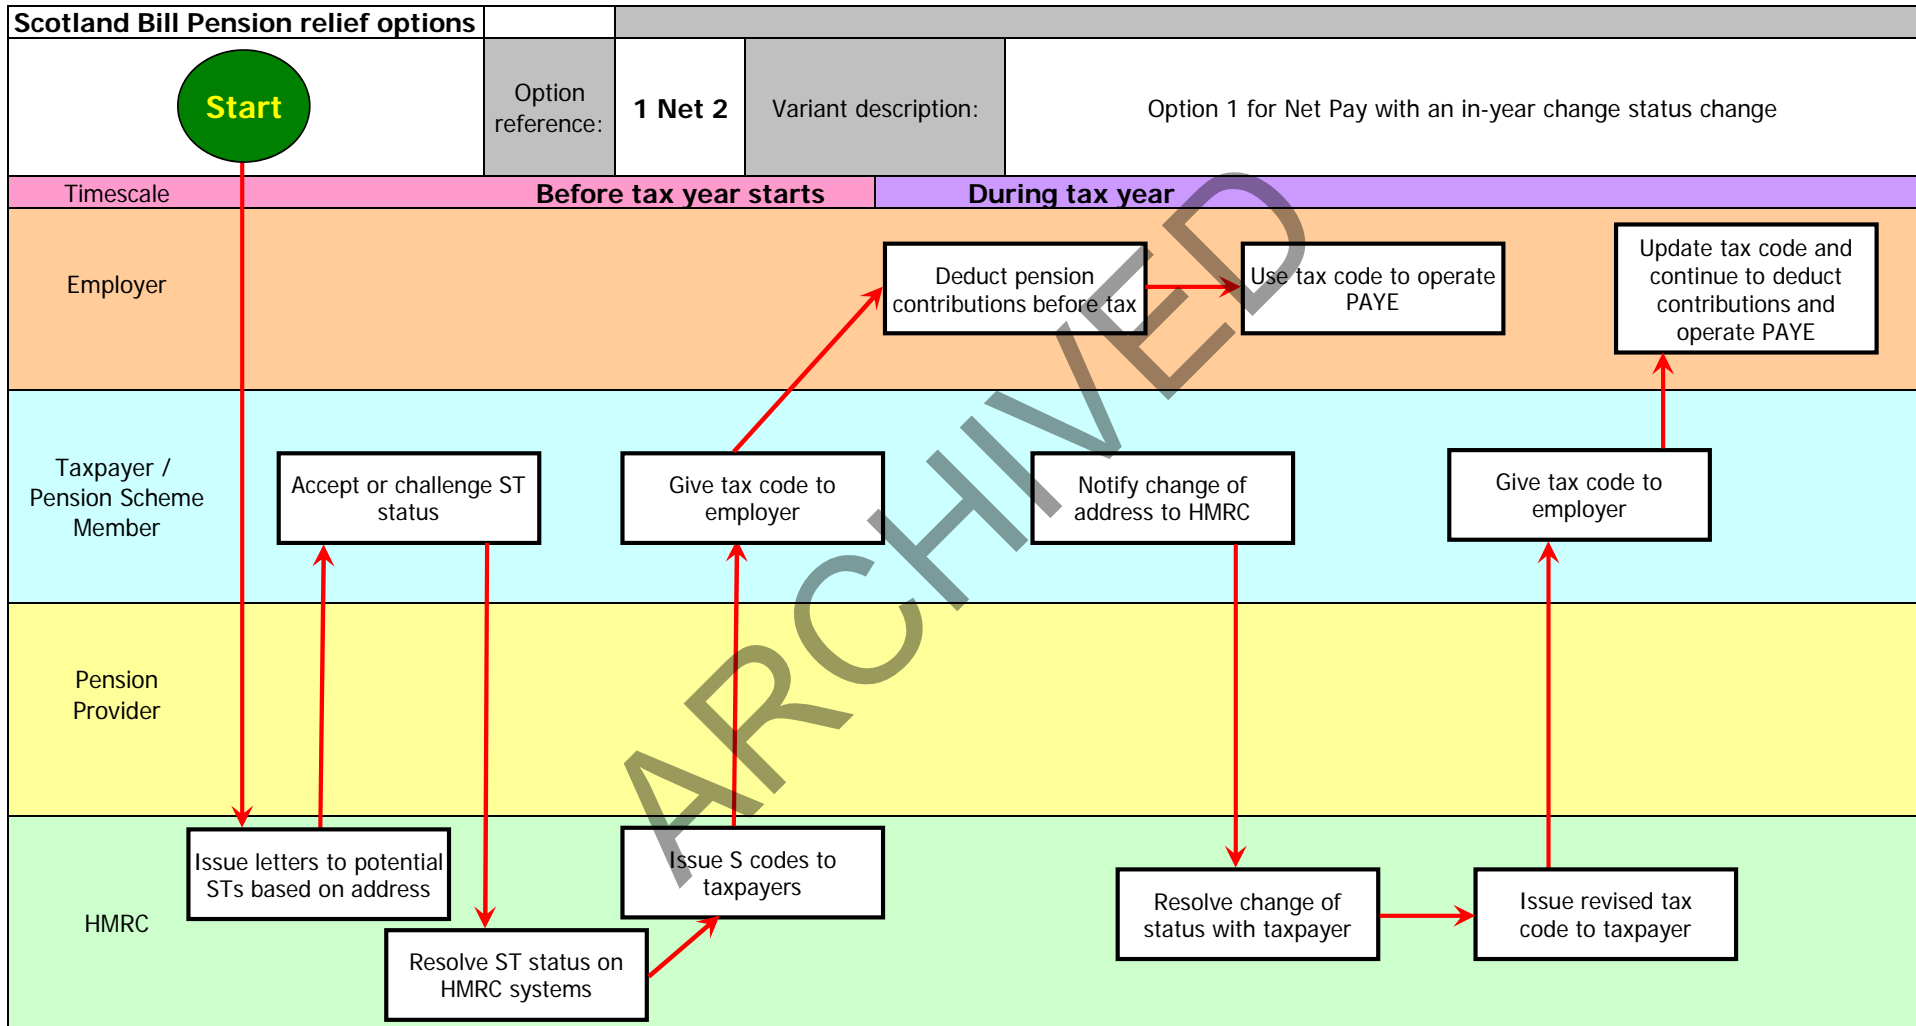 Scotland Bill Pension relief options
Start
Option
reference:
1 Net 2
Variant description:
Option 1 for Net Pay with an in-year change status change
Timescale
Before tax year starts
During tax year
Employer
Deduct pension
contributions before tax
Use tax code to operate
PAYE
Update tax code and
continue to deduct
contributions and
operate PAYE
Taxpayer /
Pension Scheme
Member
Accept or challenge ST
status
Give tax code to
employer
Notify change of
address to HMRC
Give tax code to
employer
Pension
Provider
HMRC
Issue letters to potential
STs based on address
Resolve ST status on
HMRC systems
Issue S codes to
taxpayers
Resolve change of
status with taxpayer
Issue revised tax
code to taxpayer
ARCHIVED